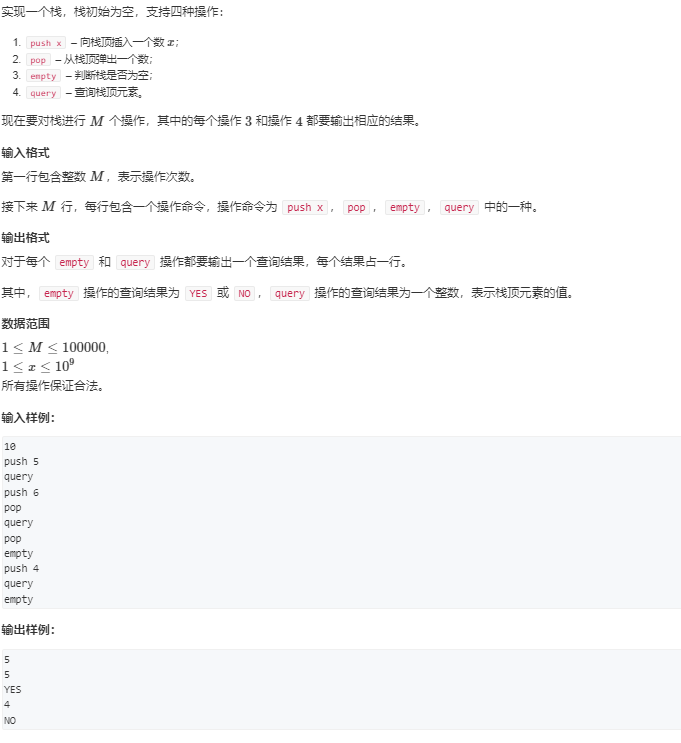 实现一个栈，栈初始为空，支持四种操作：
1. push x – 向栈顶插入一个数 x；
2. pop – 从栈顶弹出一个数；
3. empty – 判断栈是否为空；
4. query – 查询栈顶元素。
现在要对栈进行 M 个操作，其中的每个操作 3 和操作 4 都要输出相应的结果。
输入格式
第一行包含整数 M，表示操作次数。
接下来 M 行，每行包含一个操作命令，操作命令为 push x，pop，empty，query 中的一种。
输出格式
对于每个 empty 和 query 操作都要输出一个查询结果，每个结果占一行。
其中，empty 操作的查询结果为 YES 或 NO，query 操作的查询结果为一个整数，表示栈顶元素的值。
数据范围
1 ≤ M ≤ 100000,
1 ≤ x ≤ 10⁹
所有操作保证合法。
输入样例：
10
push 5
query
push 6
pop
query
pop
empty
push 4
query
empty
输出样例：
5
5
YES
4
NO